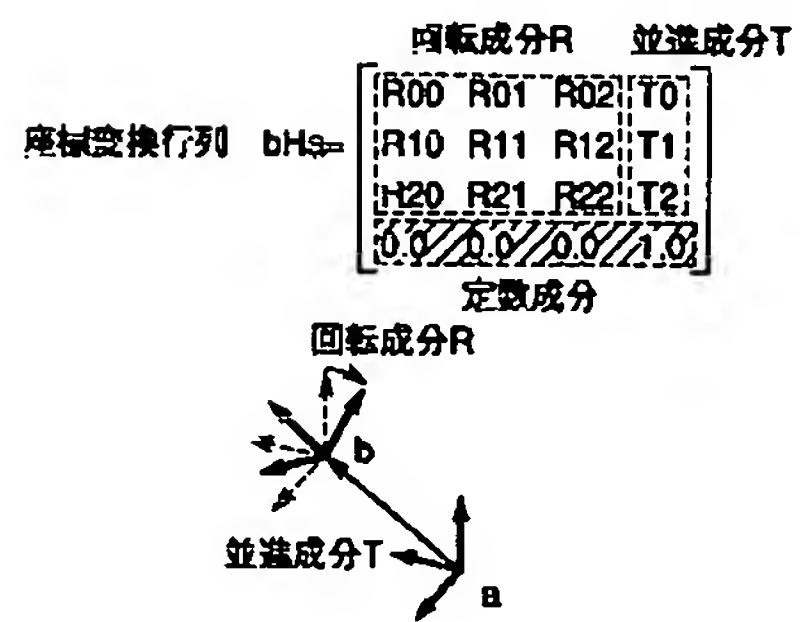 回転成分R 並進成分T
R00 R01 R02 T0
座標変換行列 bHa= R10 R11 R12 T1
R20 R21 R22 T2
0.0 0.0 0.0 1.0
定数成分
回転成分R
b
並進成分T
a